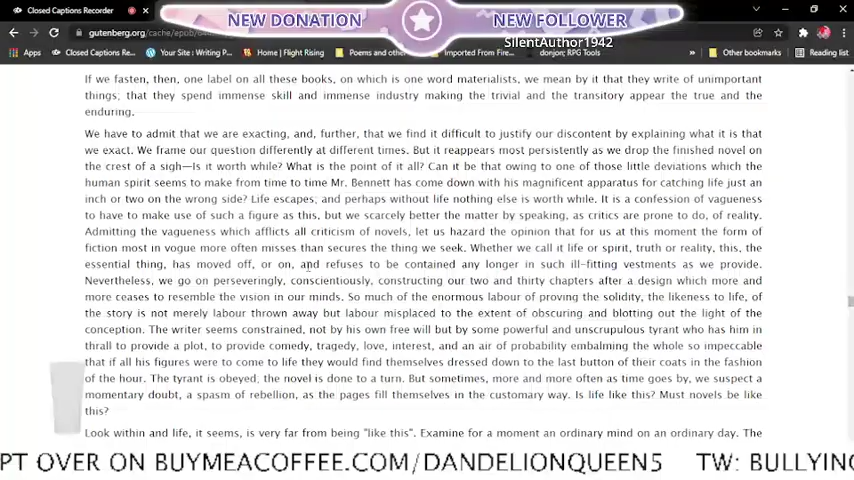 Closed Captions Recorder
NEW DONATION
NEW FOLLOWER
SilentAuthor1942
gutenberg.org/cache/epub/
Apps
Closed Captions Rec...
Your Site : Writing P...
Home | Flight Rising
Poems and other
Imported From Fire...
donjon; RPG Tools
»
Other bookmarks
Reading list
If we fasten, then, one label on all these books, on which is one word materialists, we mean by it that they write of unimportant
things; that they spend immense skill and immense industry making the trivial and the transitory appear the true and the
enduring.
We have to admit that we are exacting, and, further, that we find it difficult to justify our discontent by explaining what it is that
we exact. We frame our question differently at different times. But it reappears most persistently as we drop the finished novel on
the crest of a sigh—Is it worth while? What is the point of it all? Can it be that owing to one of those little deviations which the
human spirit seems to make from time to time Mr. Bennett has come down with his magnificent apparatus for catching life just an
inch or two on the wrong side? Life escapes; and perhaps without life nothing else is worth while. It is a confession of vagueness
to have to make use of such a figure as this, but we scarcely better the matter by speaking, as critics are prone to do, of reality.
Admitting the vagueness which afflicts all criticism of novels, let us hazard the opinion that for us at this moment the form of
fiction most in vogue more often misses than secures the thing we seek. Whether we call it life or spirit, truth or reality, this, the
essential thing, has moved off, or on, and refuses to be contained any longer in such ill-fitting vestments as we provide.
Nevertheless, we go on perseveringly, conscientiously, constructing our two and thirty chapters after a design which more and
more ceases to resemble the vision in our minds. So much of the enormous labour of proving the solidity, the likeness to life, of
the story is not merely labour thrown away but labour misplaced to the extent of obscuring and blotting out the light of the
conception. The writer seems constrained, not by his own free will but by some powerful and unscrupulous tyrant who has him in
thrall to provide a plot, to provide comedy, tragedy, love, interest, and an air of probability embalming the whole so impeccable
that if all his figures were to come to life they would find themselves dressed down to the last button of their coats in the fashion
of the hour. The tyrant is obeyed; the novel is done to a turn. But sometimes, more and more often as time goes by, we suspect a
momentary doubt, a spasm of rebellion, as the pages fill themselves in the customary way. Is life like this? Must novels be like
this?
Look within and life, it seems, is very far from being "like this". Examine for a moment an ordinary mind on an ordinary day. The
PT OVER ON BUYMEACOFFEE.COM/DANDELIONQUEEN5 TW: BULLYING